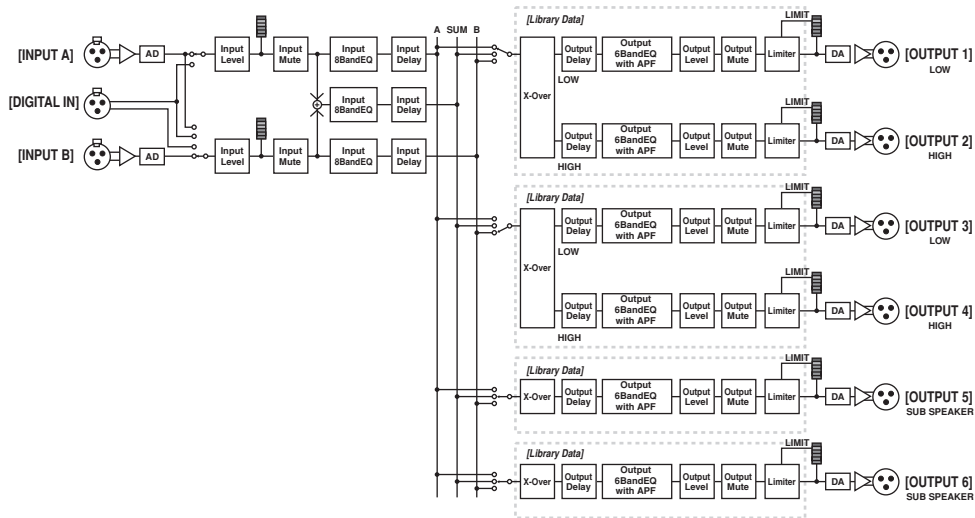 [Library Data]
LIMIT
A SUM B
[INPUT A]
AD
Input Level
Input Mute
Input 8BandEQ
Input Delay
X-Over
Output Delay
Output 6BandEQ with APF
Output Level
Output Mute
Limiter
DA
[OUTPUT 1]
LOW
LOW
[DIGITAL IN]
Input 8BandEQ
Input Delay
LIMIT
[INPUT B]
AD
Input Level
Input Mute
Input 8BandEQ
Input Delay
Output Delay
Output 6BandEQ with APF
Output Level
Output Mute
Limiter
DA
[OUTPUT 2]
HIGH
HIGH
[Library Data]
LIMIT
X-Over
Output Delay
Output 6BandEQ with APF
Output Level
Output Mute
Limiter
DA
[OUTPUT 3]
LOW
LOW
LIMIT
Output Delay
Output 6BandEQ with APF
Output Level
Output Mute
Limiter
DA
[OUTPUT 4]
HIGH
HIGH
[Library Data]
LIMIT
X-Over
Output Delay
Output 6BandEQ with APF
Output Level
Output Mute
Limiter
DA
[OUTPUT 5]
SUB SPEAKER
[Library Data]
LIMIT
X-Over
Output Delay
Output 6BandEQ with APF
Output Level
Output Mute
Limiter
DA
[OUTPUT 6]
SUB SPEAKER